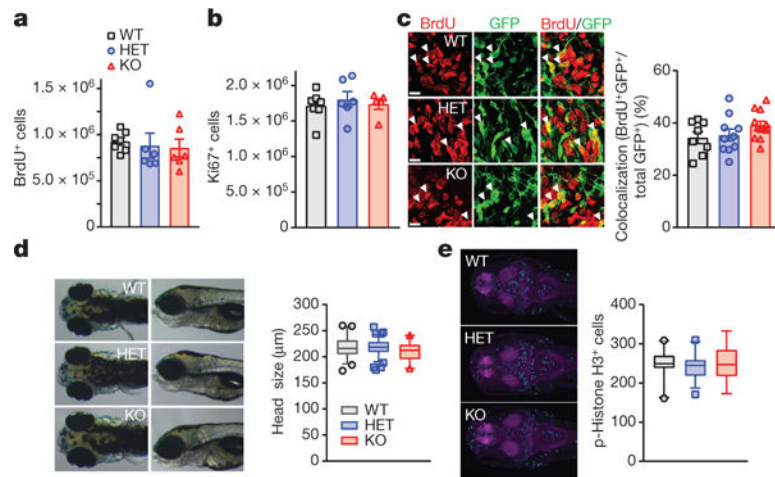 a
WT
HET
KO
BrdU⁺ cells
1.5 × 10⁶
1.0 × 10⁶
5.0 × 10⁵
0
b
Ki67⁺ cells
2.0 × 10⁶
1.5 × 10⁶
1.0 × 10⁶
5.0 × 10⁵
0
c
BrdU GFP BrdU/GFP
WT
HET
KO
Colocalization (BrdU⁺GFP⁺/
total GFP⁺) (%)
60
40
20
0
d
WT
HET
KO
Head size (μm)
300
250
200
150
100
50
0
WT
HET
KO
e
WT
HET
KO
p-Histone H3⁺ cells
400
300
200
100
0